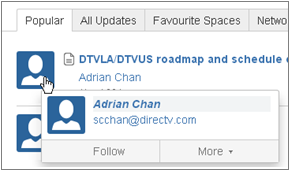 Popular All Updates Favourite Spaces
DTVLA/DTVUS roadmap and schedule
Adrian Chan
Adrian Chan
scchan@directv.com
Follow More